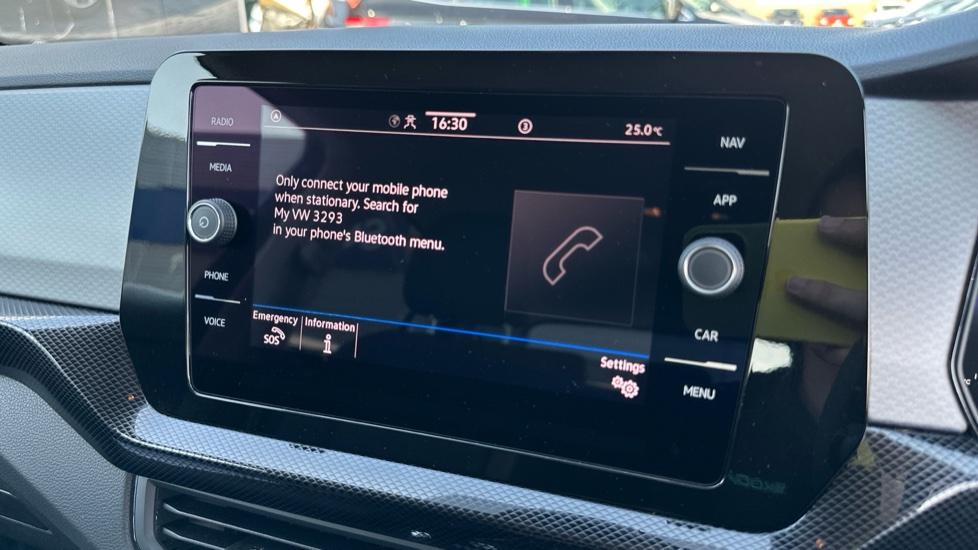 RADIO
MEDIA
PHONE
VOICE
A
16:30
3
25.0°C
Only connect your mobile phone
when stationary. Search for
My VW 3293
in your phone's Bluetooth menu.
Emergency
SOS
Information
i
Settings
NAV
APP
CAR
MENU